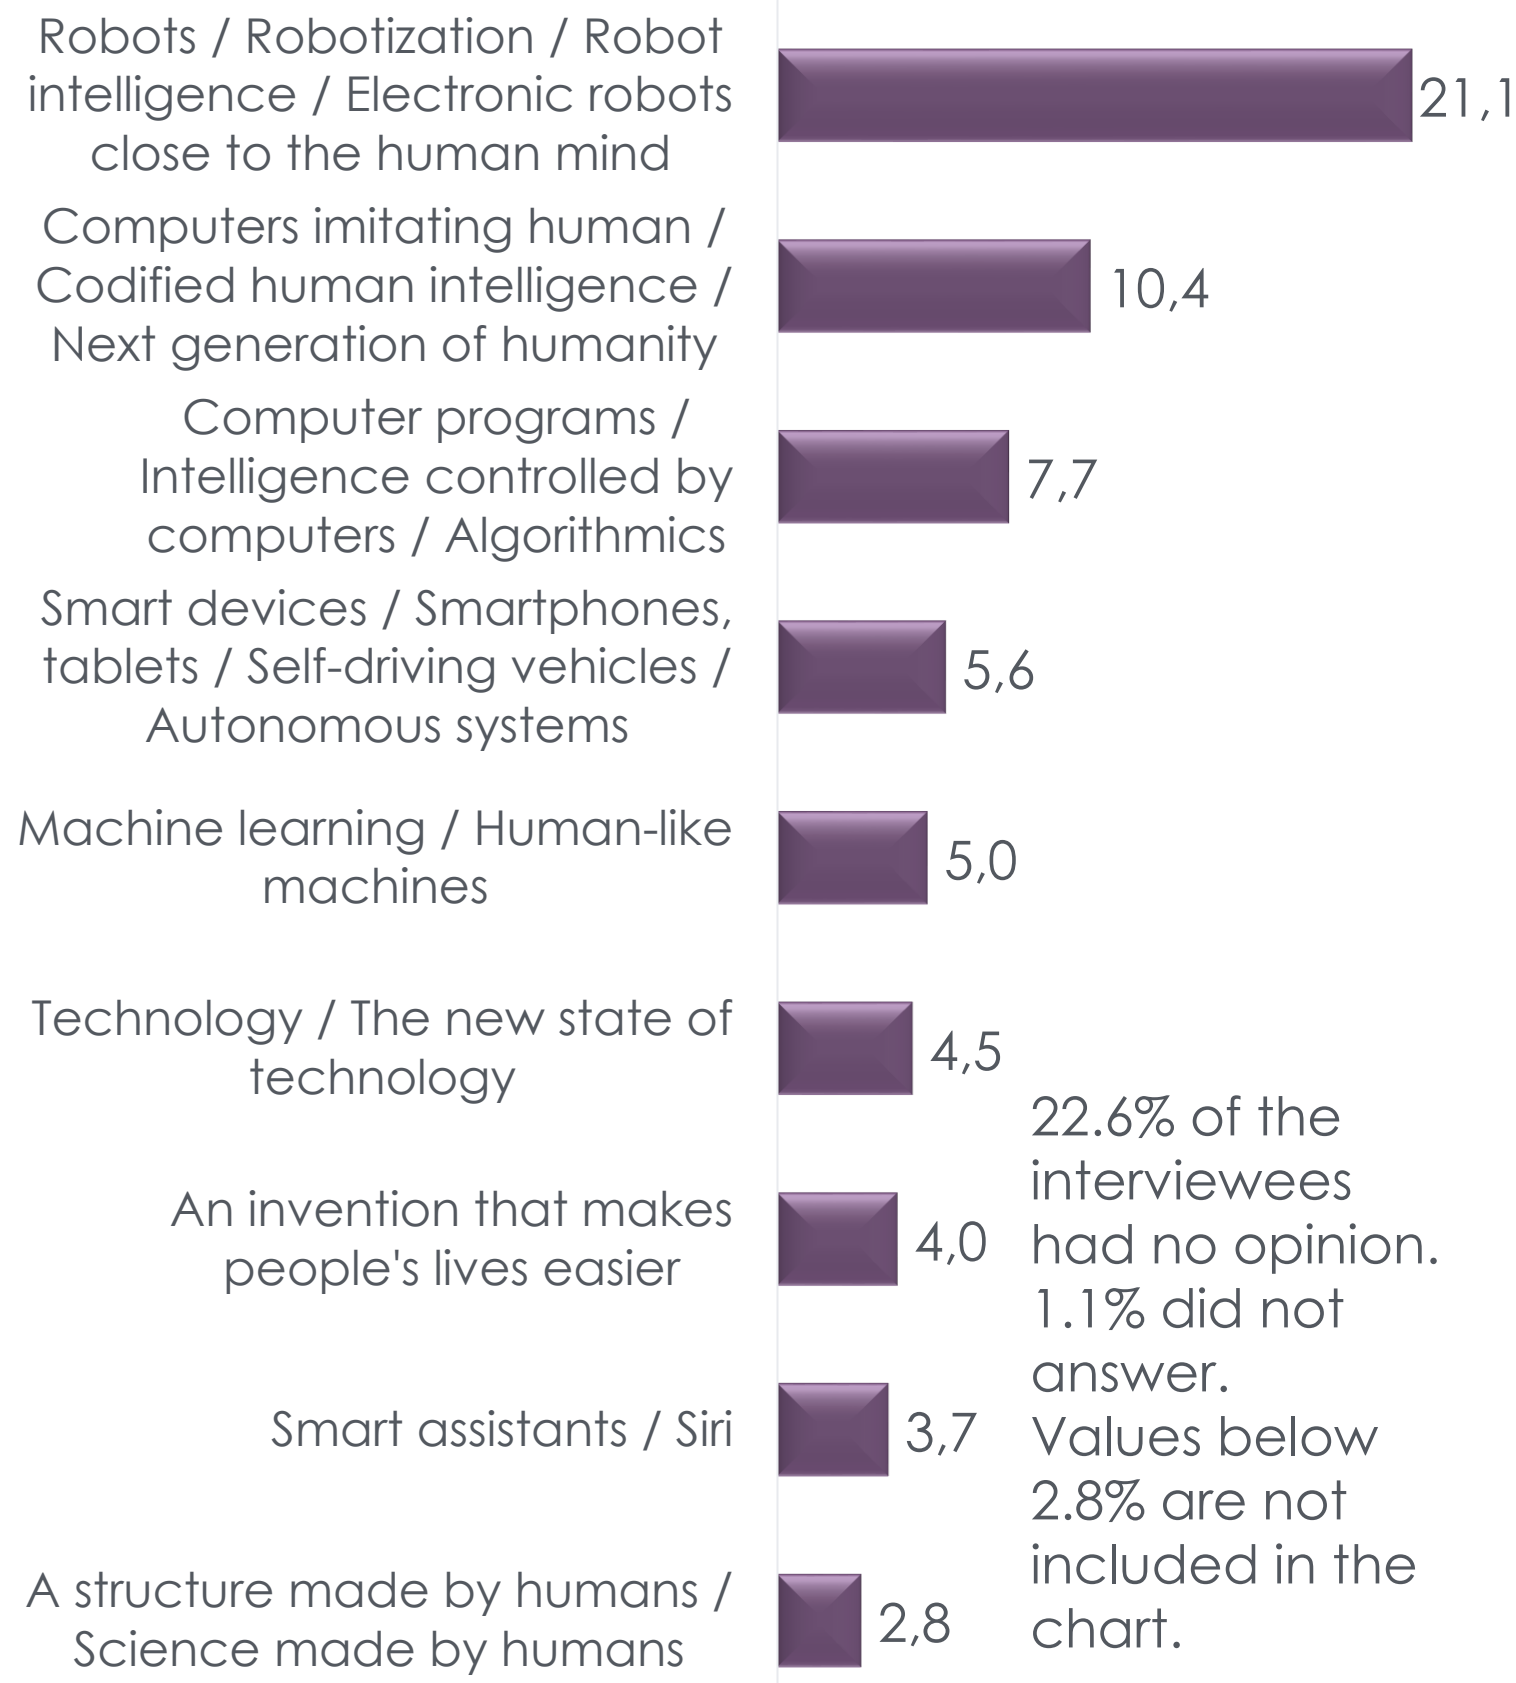 Robots / Robotization / Robot
intelligence / Electronic robots
close to the human mind
21,1
Computers imitating human /
Codified human intelligence /
Next generation of humanity
10,4
Computer programs /
Intelligence controlled by
computers / Algorithmics
7,7
Smart devices / Smartphones,
tablets / Self-driving vehicles /
Autonomous systems
5,6
Machine learning / Human-like
machines
5,0
Technology / The new state of
technology
4,5
An invention that makes
people's lives easier
4,0
Smart assistants / Siri
3,7
A structure made by humans /
Science made by humans
2,8
22.6% of the
interviewees
had no opinion.
1.1% did not
answer.
Values below
2.8% are not
included in the
chart.